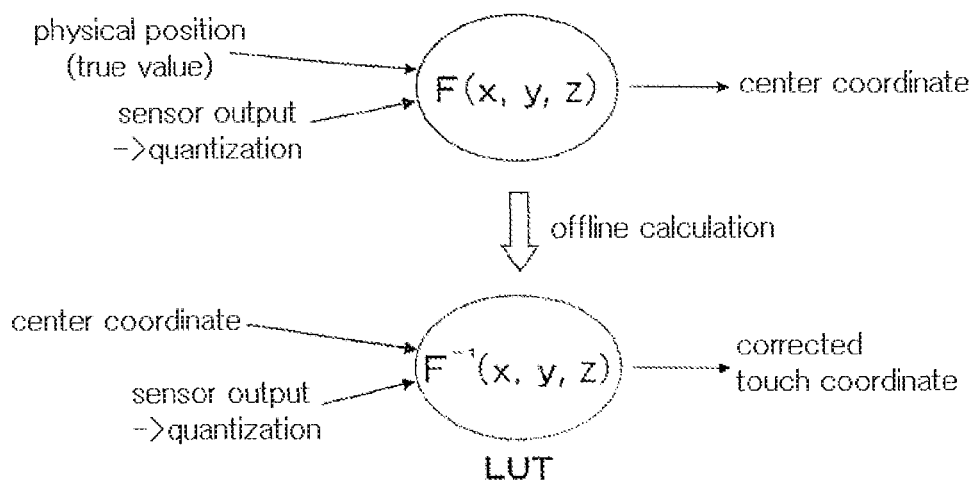 physical position
(true value)
F(x, y, z)
center coordinate
sensor output
->quantization
offline calculation
center coordinate
F⁻¹(x, y, z)
corrected
touch coordinate
sensor output
->quantization
LUT